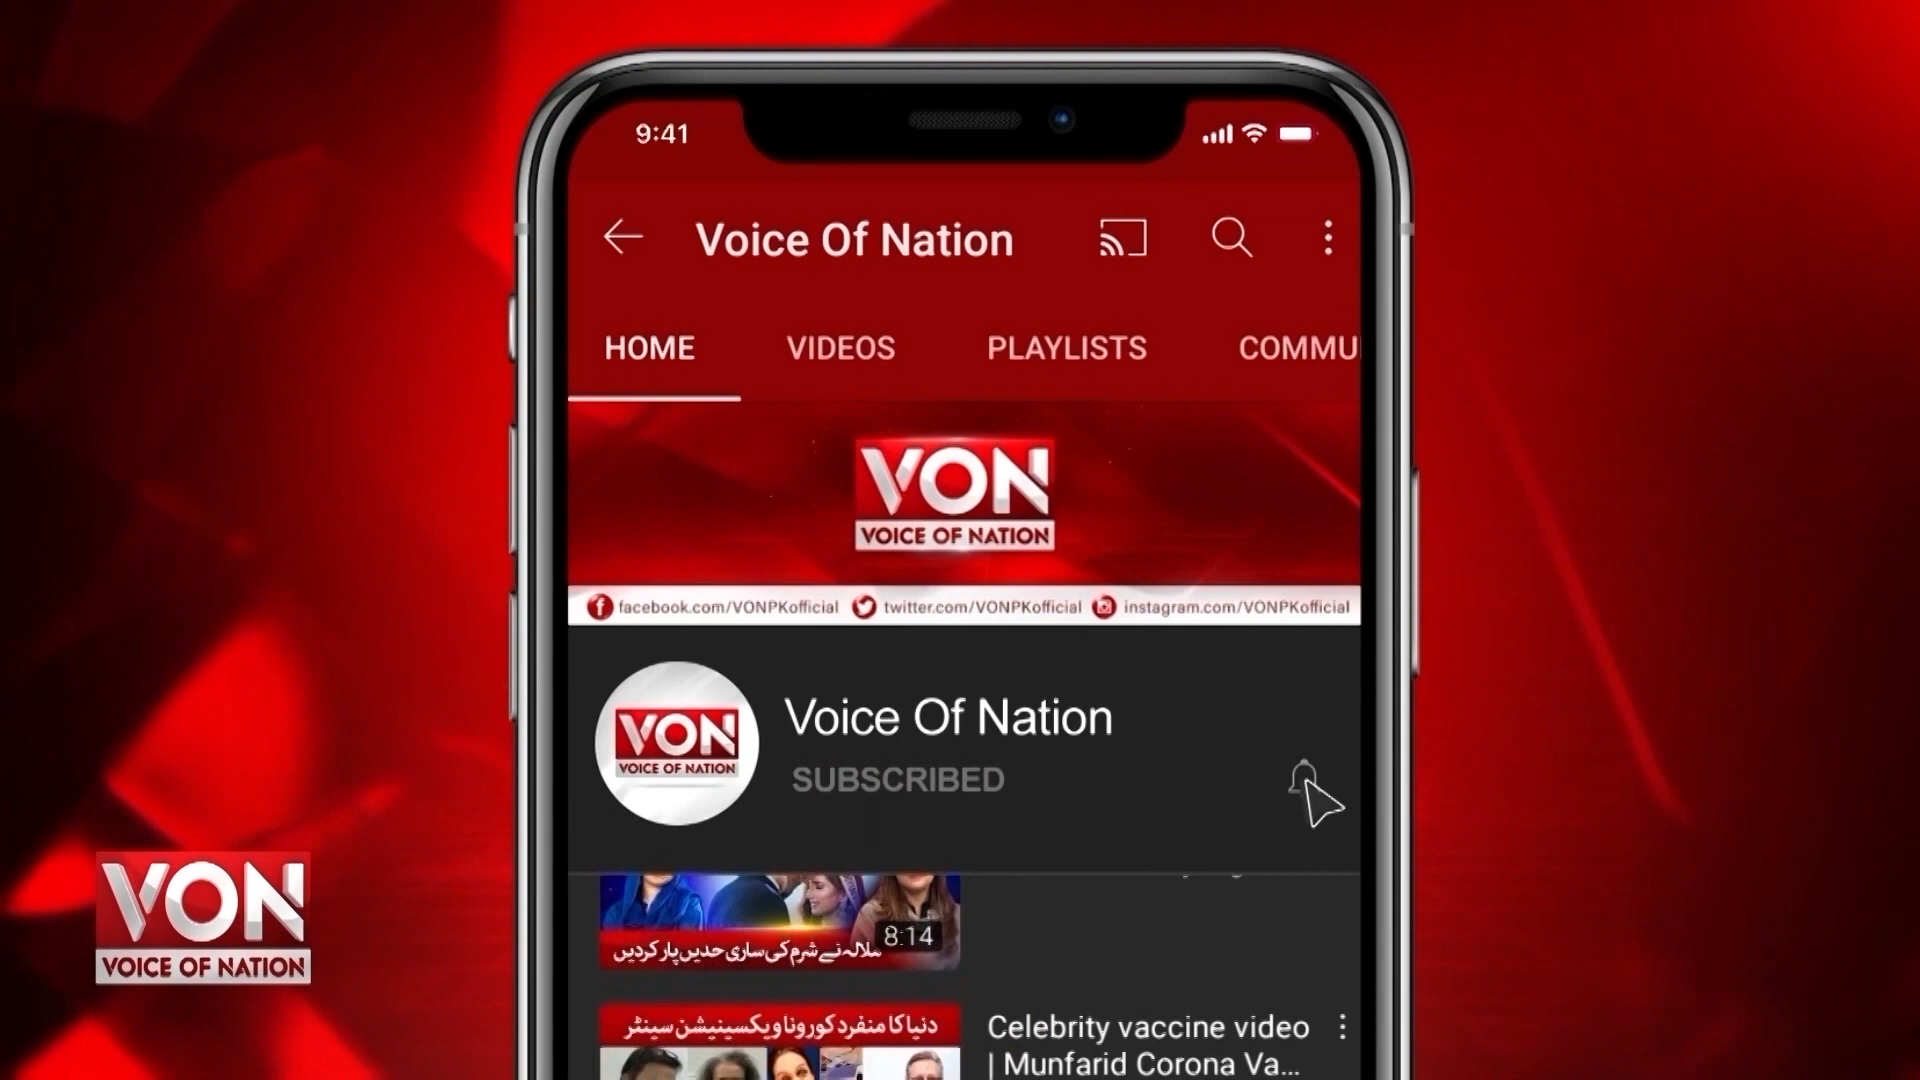 9:41
Voice Of Nation
HOME VIDEOS PLAYLISTS COMMU
VON
VOICE OF NATION
facebook.com/VONPKofficial twitter.com/VONPKofficial instagram.com/VONPKofficial
VON
VOICE OF NATION
Voice Of Nation
SUBSCRIBED
8:14
ملالہ نے شرم کی ساری حدیں پار کردیں
دنیا کا منفرد کورونا ویکسینیشن سینٹر
Celebrity vaccine video
| Munfarid Corona Va...
VON
VOICE OF NATION